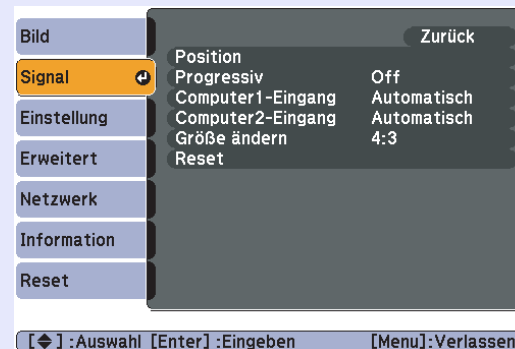 Bild
Signal
Einstellung
Erweitert
Netzwerk
Information
Reset
Zurück
Position
Progressiv Off
Computer1-Eingang Automatisch
Computer2-Eingang Automatisch
Größe ändern 4:3
Reset
[ ] :Auswahl [Enter] :Eingeben [Menu]:Verlassen